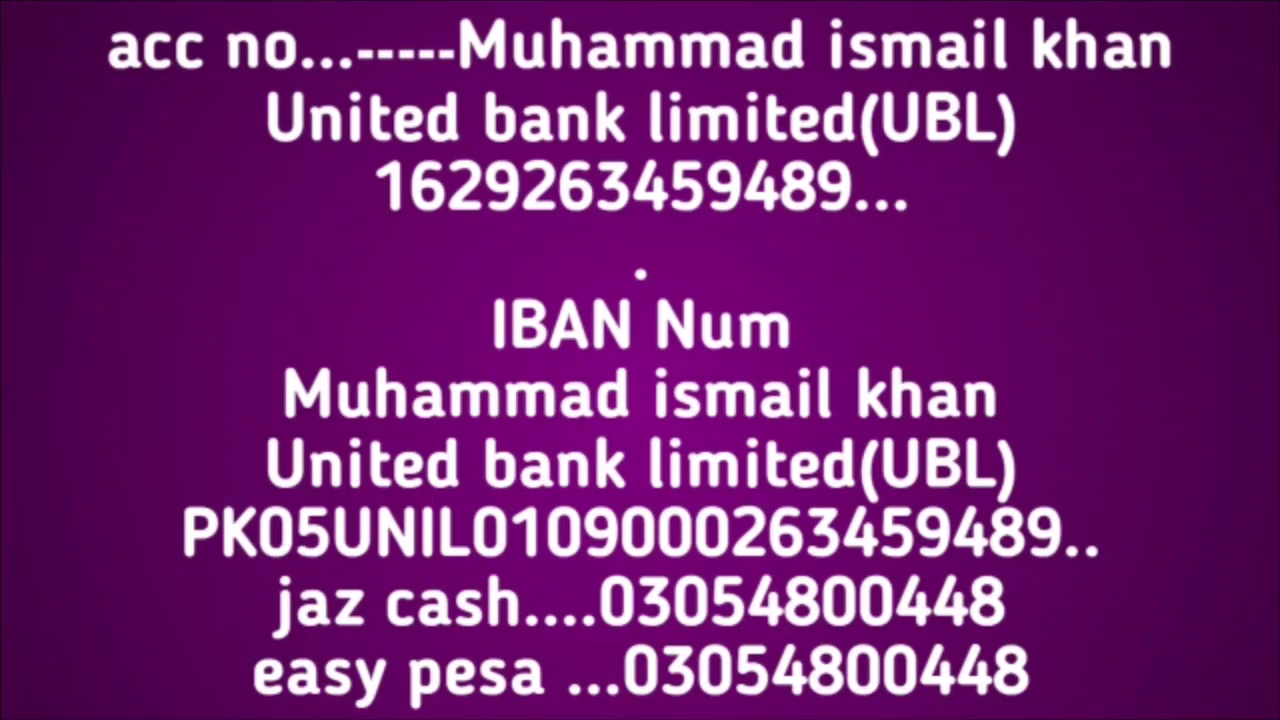 acc no...-----Muhammad ismail khan
United bank limited(UBL)
1629263459489...
.
IBAN Num
Muhammad ismail khan
United bank limited(UBL)
PK05UNIL0109000263459489..
jaz cash....03054800448
easy pesa ...03054800448